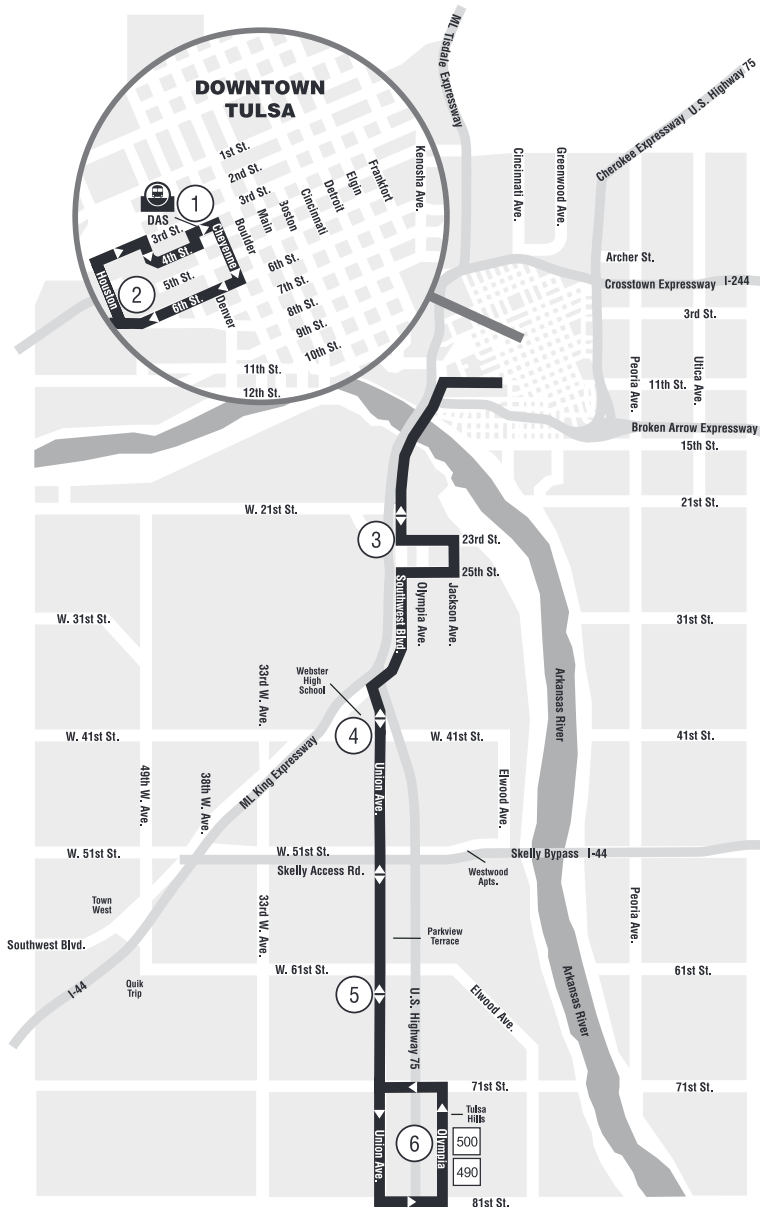 DOWNTOWN
TULSA
1st St.
2nd St.
3rd St.
Boulder
Main
Boston
Cincinnati
Detroit
Elgin
Frankfort
1
DAS
3rd St.
4th St.
Cheyenne
5th St.
6th St.
Houston
2
Denver
6th St.
7th St.
8th St.
9th St.
10th St.
11th St.
12th St.
Kenosha Ave.
ML Tisdale Expressway
Cincinnati Ave.
Greenwood Ave.
Cherokee Expressway U.S. Highway 75
Archer St.
Crosstown Expressway I-244
3rd St.
Peoria Ave.
11th St.
Utica Ave.
Broken Arrow Expressway
15th St.
W. 21st St.
21st St.
3
23rd St.
25th St.
Southwest Blvd.
Olympia Ave.
Jackson Ave.
W. 31st St.
31st St.
Webster
High
School
33rd W. Ave.
Arkansas River
W. 41st St.
4
W. 41st St.
41st St.
49th W. Ave.
38th W. Ave.
ML King Expressway
Union Ave.
Elwood Ave.
W. 51st St.
W. 51st St.
Skelly Bypass I-44
Skelly Access Rd.
Westwood
Apts.
Town
West
33rd W. Ave.
Peoria Ave.
Southwest Blvd.
Parkview
Terrace
W. 61st St.
61st St.
I-44
Quik
Trip
5
U.S. Highway 75
Elwood Ave.
Arkansas River
71st St.
71st St.
Tulsa
Hills
Union Ave.
6
Olympia
500
490
81st St.